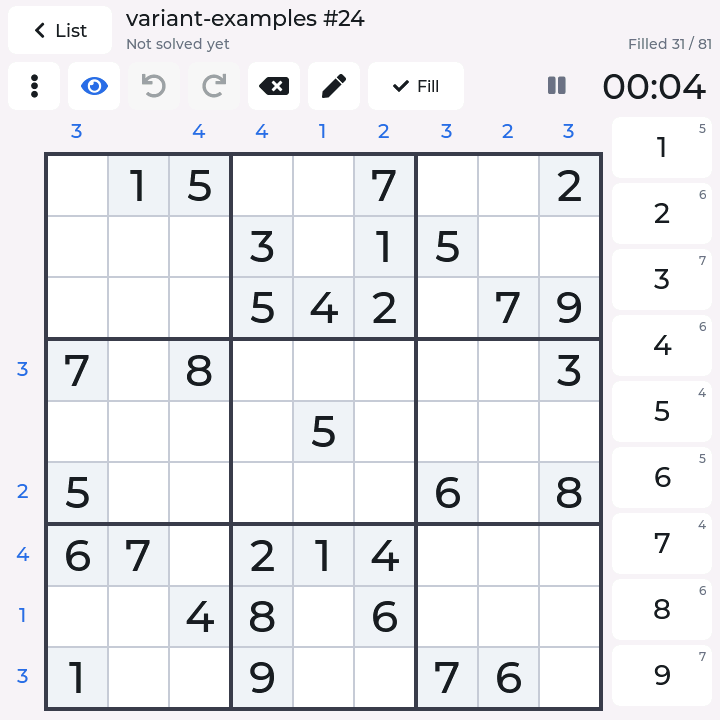 List
variant-examples #24
Not solved yet
Filled 31 / 81
Fill
00:04
3 4 4 1 2 3 2 3
1 5 7 2
3 1 5
5 4 2 7 9
3 7 8 3
5
2 5 6 8
4 6 7 2 1 4
1 4 8 6
3 1 9 7 6
1 5
2 6
3 7
4 6
5 4
6 5
7 4
8 6
9 7